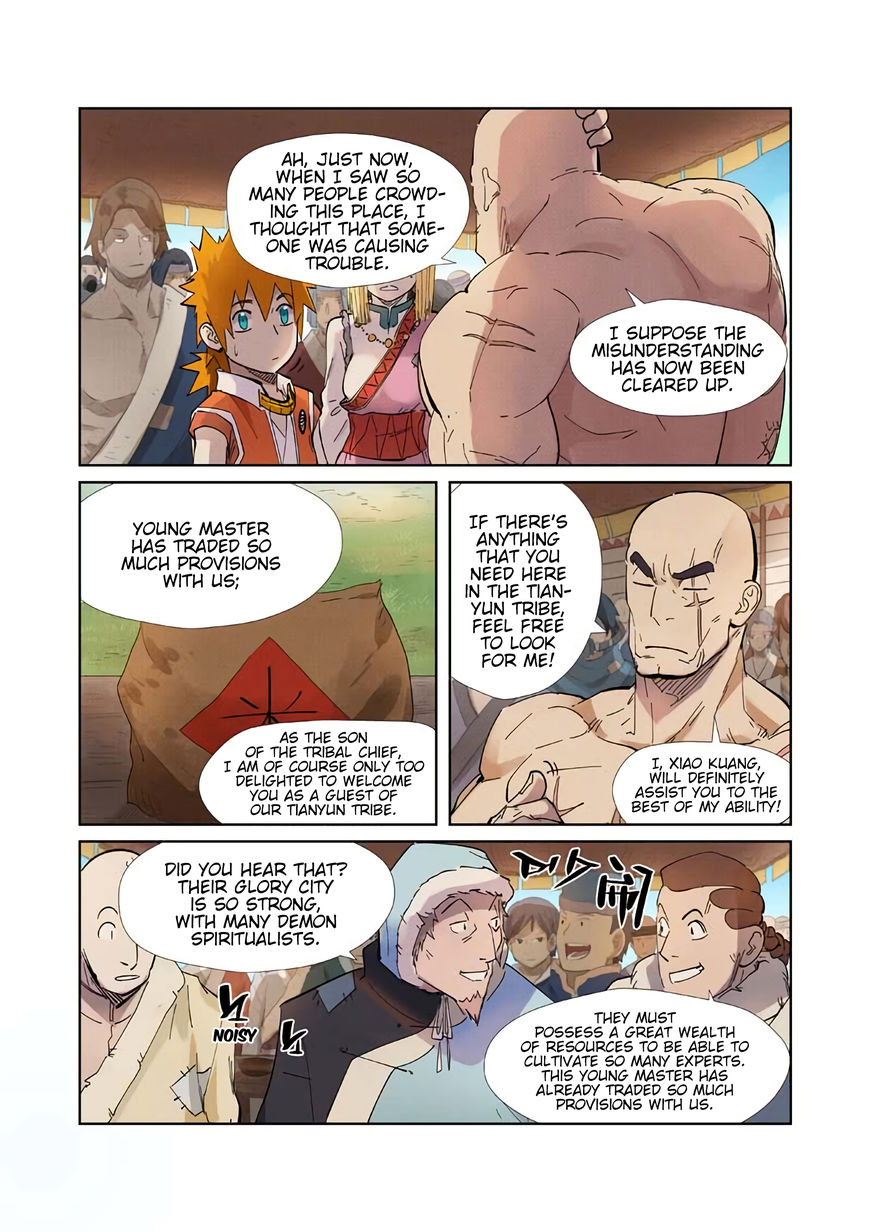 AH, JUST NOW,
WHEN I SAW SO
MANY PEOPLE CROWD-
ING THIS PLACE, I
THOUGHT THAT SOME-
ONE WAS CAUSING
TROUBLE.
I SUPPOSE THE
MISUNDERSTANDING
HAS NOW BEEN
CLEARED UP.
YOUNG MASTER
HAS TRADED SO
MUCH PROVISIONS
WITH US;
米
AS THE SON
OF THE TRIBAL CHIEF,
I AM OF COURSE ONLY TOO
DELIGHTED TO WELCOME
YOU AS A GUEST OF
OUR TIANYUN TRIBE.
IF THERE'S
ANYTHING
THAT YOU
NEED HERE
IN THE TIAN-
YUN TRIBE,
FEEL FREE
TO LOOK
FOR ME!
I, XIAO KUANG,
WILL DEFINITELY
ASSIST YOU TO THE
BEST OF MY ABILITY!
DID YOU HEAR THAT?
THEIR GLORY CITY
IS SO STRONG,
WITH MANY DEMON
SPIRITUALISTS.
NOISY
THEY MUST
POSSESS A GREAT WEALTH
OF RESOURCES TO BE ABLE TO
CULTIVATE SO MANY EXPERTS.
THIS YOUNG MASTER HAS
ALREADY TRADED SO MUCH
PROVISIONS WITH US.